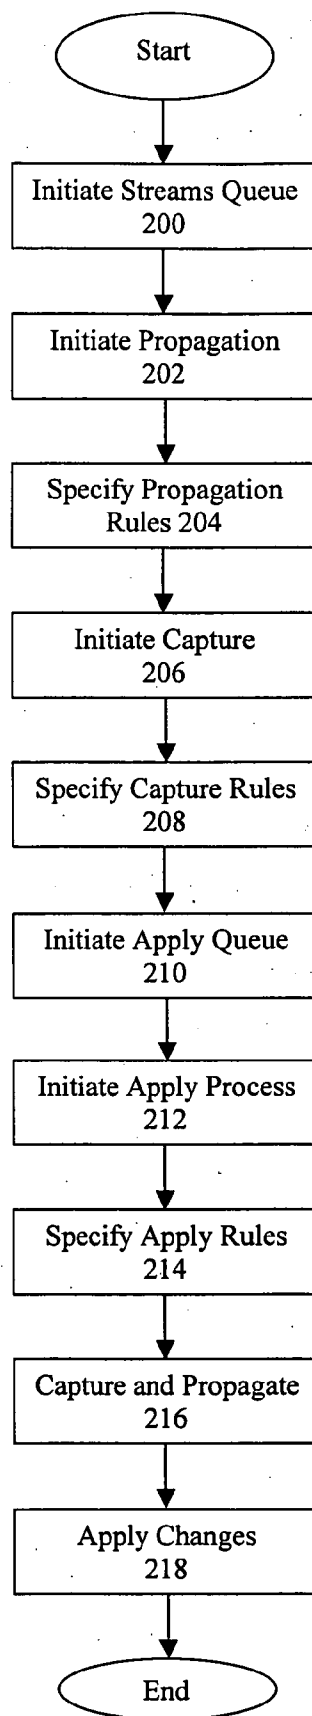 Start
Initiate Streams Queue
200
Initiate Propagation
202
Specify Propagation
Rules 204
Initiate Capture
206
Specify Capture Rules
208
Initiate Apply Queue
210
Initiate Apply Process
212
Specify Apply Rules
214
Capture and Propagate
216
Apply Changes
218
End